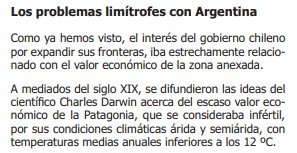 Los problemas limítrofes con Argentina
Como ya hemos visto, el interés del gobierno chileno
por expandir sus fronteras, iba estrechamente relacio-
nado con el valor económico de la zona anexada.
A mediados del siglo XIX, se difundieron las ideas del
científico Charles Darwin acerca del escaso valor eco-
nómico de la Patagonia, que se consideraba infértil,
por sus condiciones climáticas árida y semiárida, con
temperaturas medias anuales inferiores a los 12 ºC.